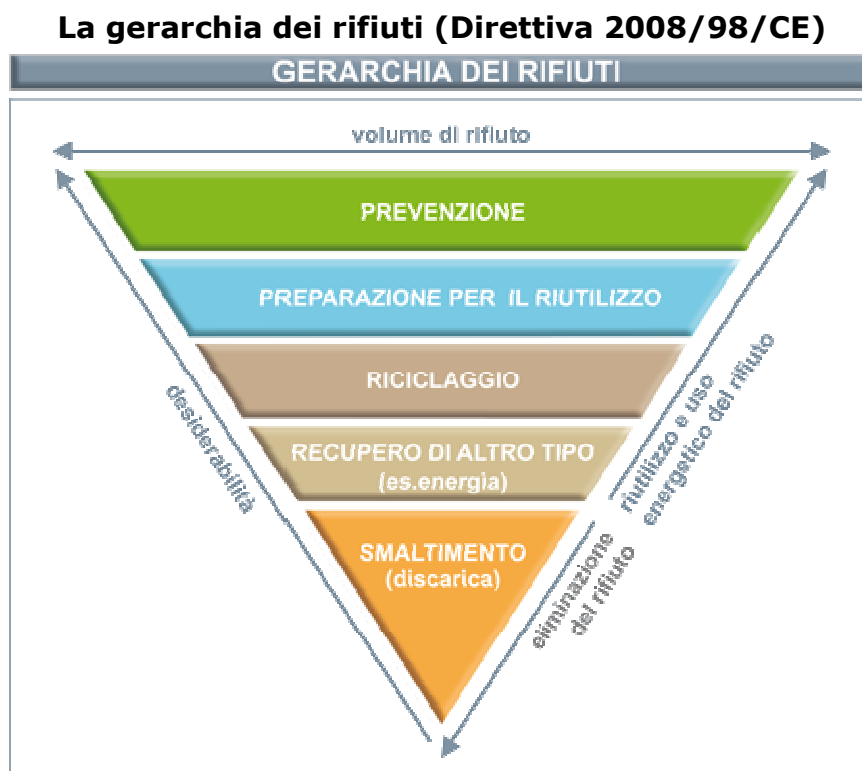 La gerarchia dei rifiuti (Direttiva 2008/98/CE)
GERARCHIA DEI RIFIUTI
volume di rifiuto
PREVENZIONE
PREPARAZIONE PER IL RIUTILIZZO
RICICLAGGIO
RECUPERO DI ALTRO TIPO
(es.energia)
SMALTIMENTO
(discarica)
desiderabilità
riutilizzo e uso
energetico del rifiuto
eliminazione
del rifiuto